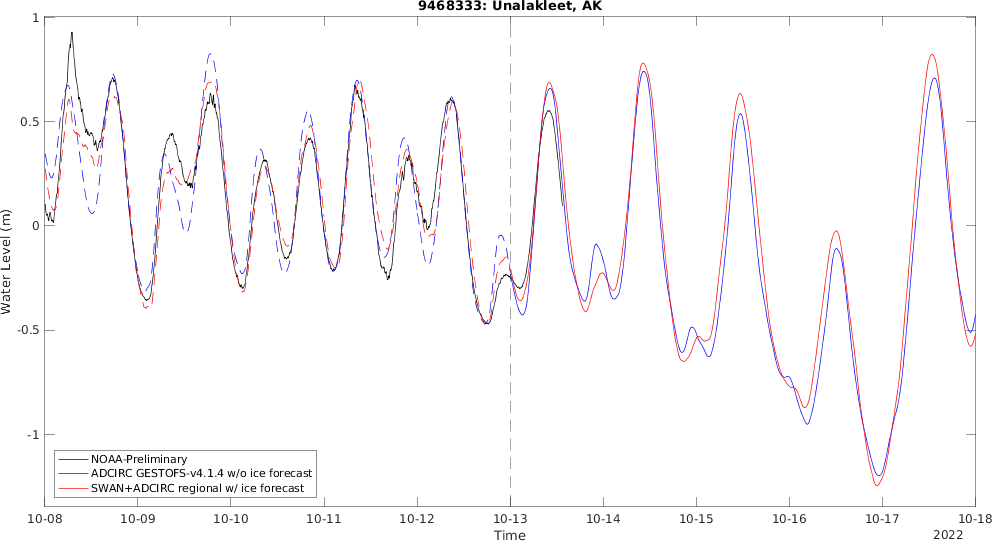 9468333: Unalakleet, AK
1
0.5
0
-0.5
-1
Water Level (m)
NOAA-Preliminary
ADCIRC GESTOFS-v4.1.4 w/o ice forecast
SWAN+ADCIRC regional w/ ice forecast
10-08 10-09 10-10 10-11 10-12 10-13 10-14 10-15 10-16 10-17 10-18
Time
2022